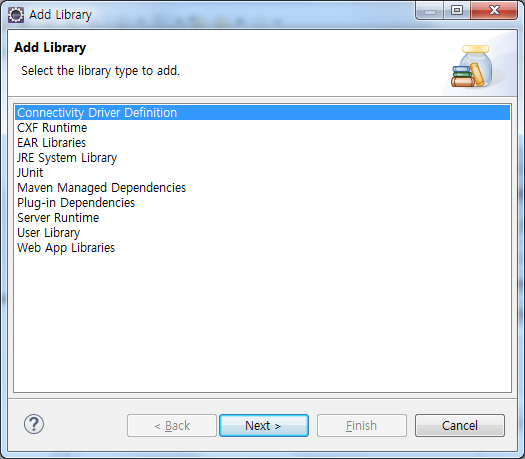 Add Library
Add Library
Select the library type to add.
Connectivity Driver Definition
CXF Runtime
EAR Libraries
JRE System Library
JUnit
Maven Managed Dependencies
Plug-in Dependencies
Server Runtime
User Library
Web App Libraries
? < Back Next > Finish Cancel